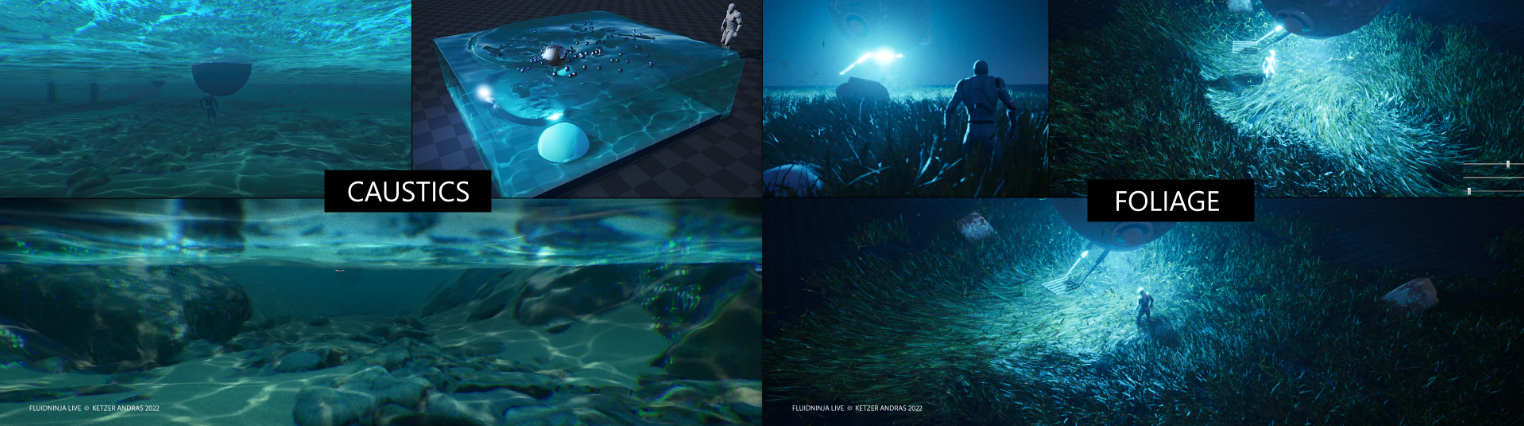 CAUSTICS
FOLIAGE
FLUIDNINJA LIVE © KETZER ANDRAS 2022
FLUIDNINJA LIVE © KETZER ANDRAS 2022